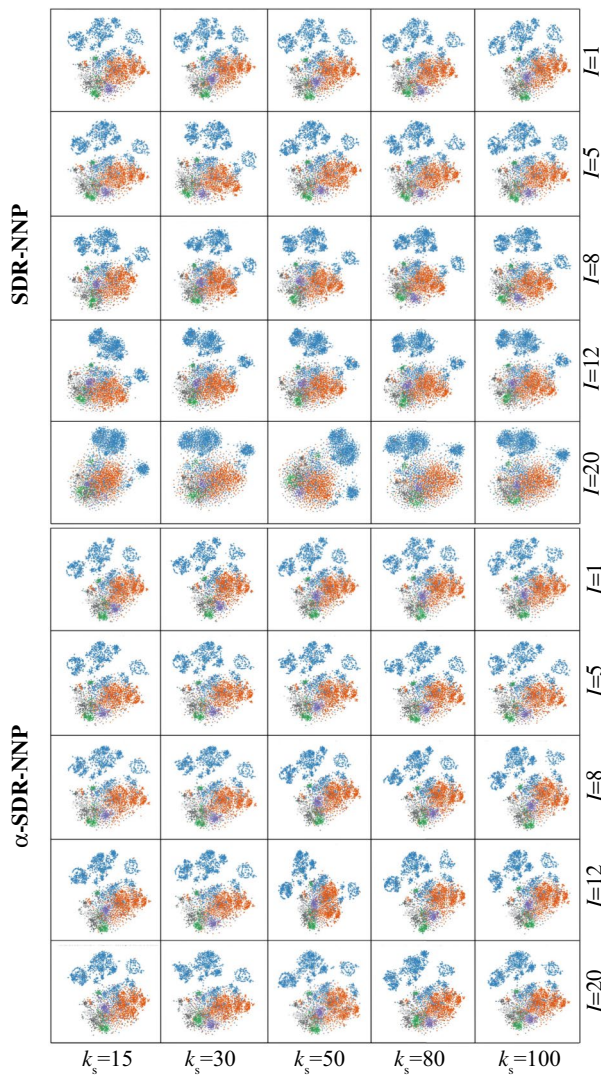 SDR-NNP
I=1
I=5
I=8
I=12
I=20
α-SDR-NNP
I=1
I=5
I=8
I=12
I=20
kₛ=15 kₛ=30 kₛ=50 kₛ=80 kₛ=100